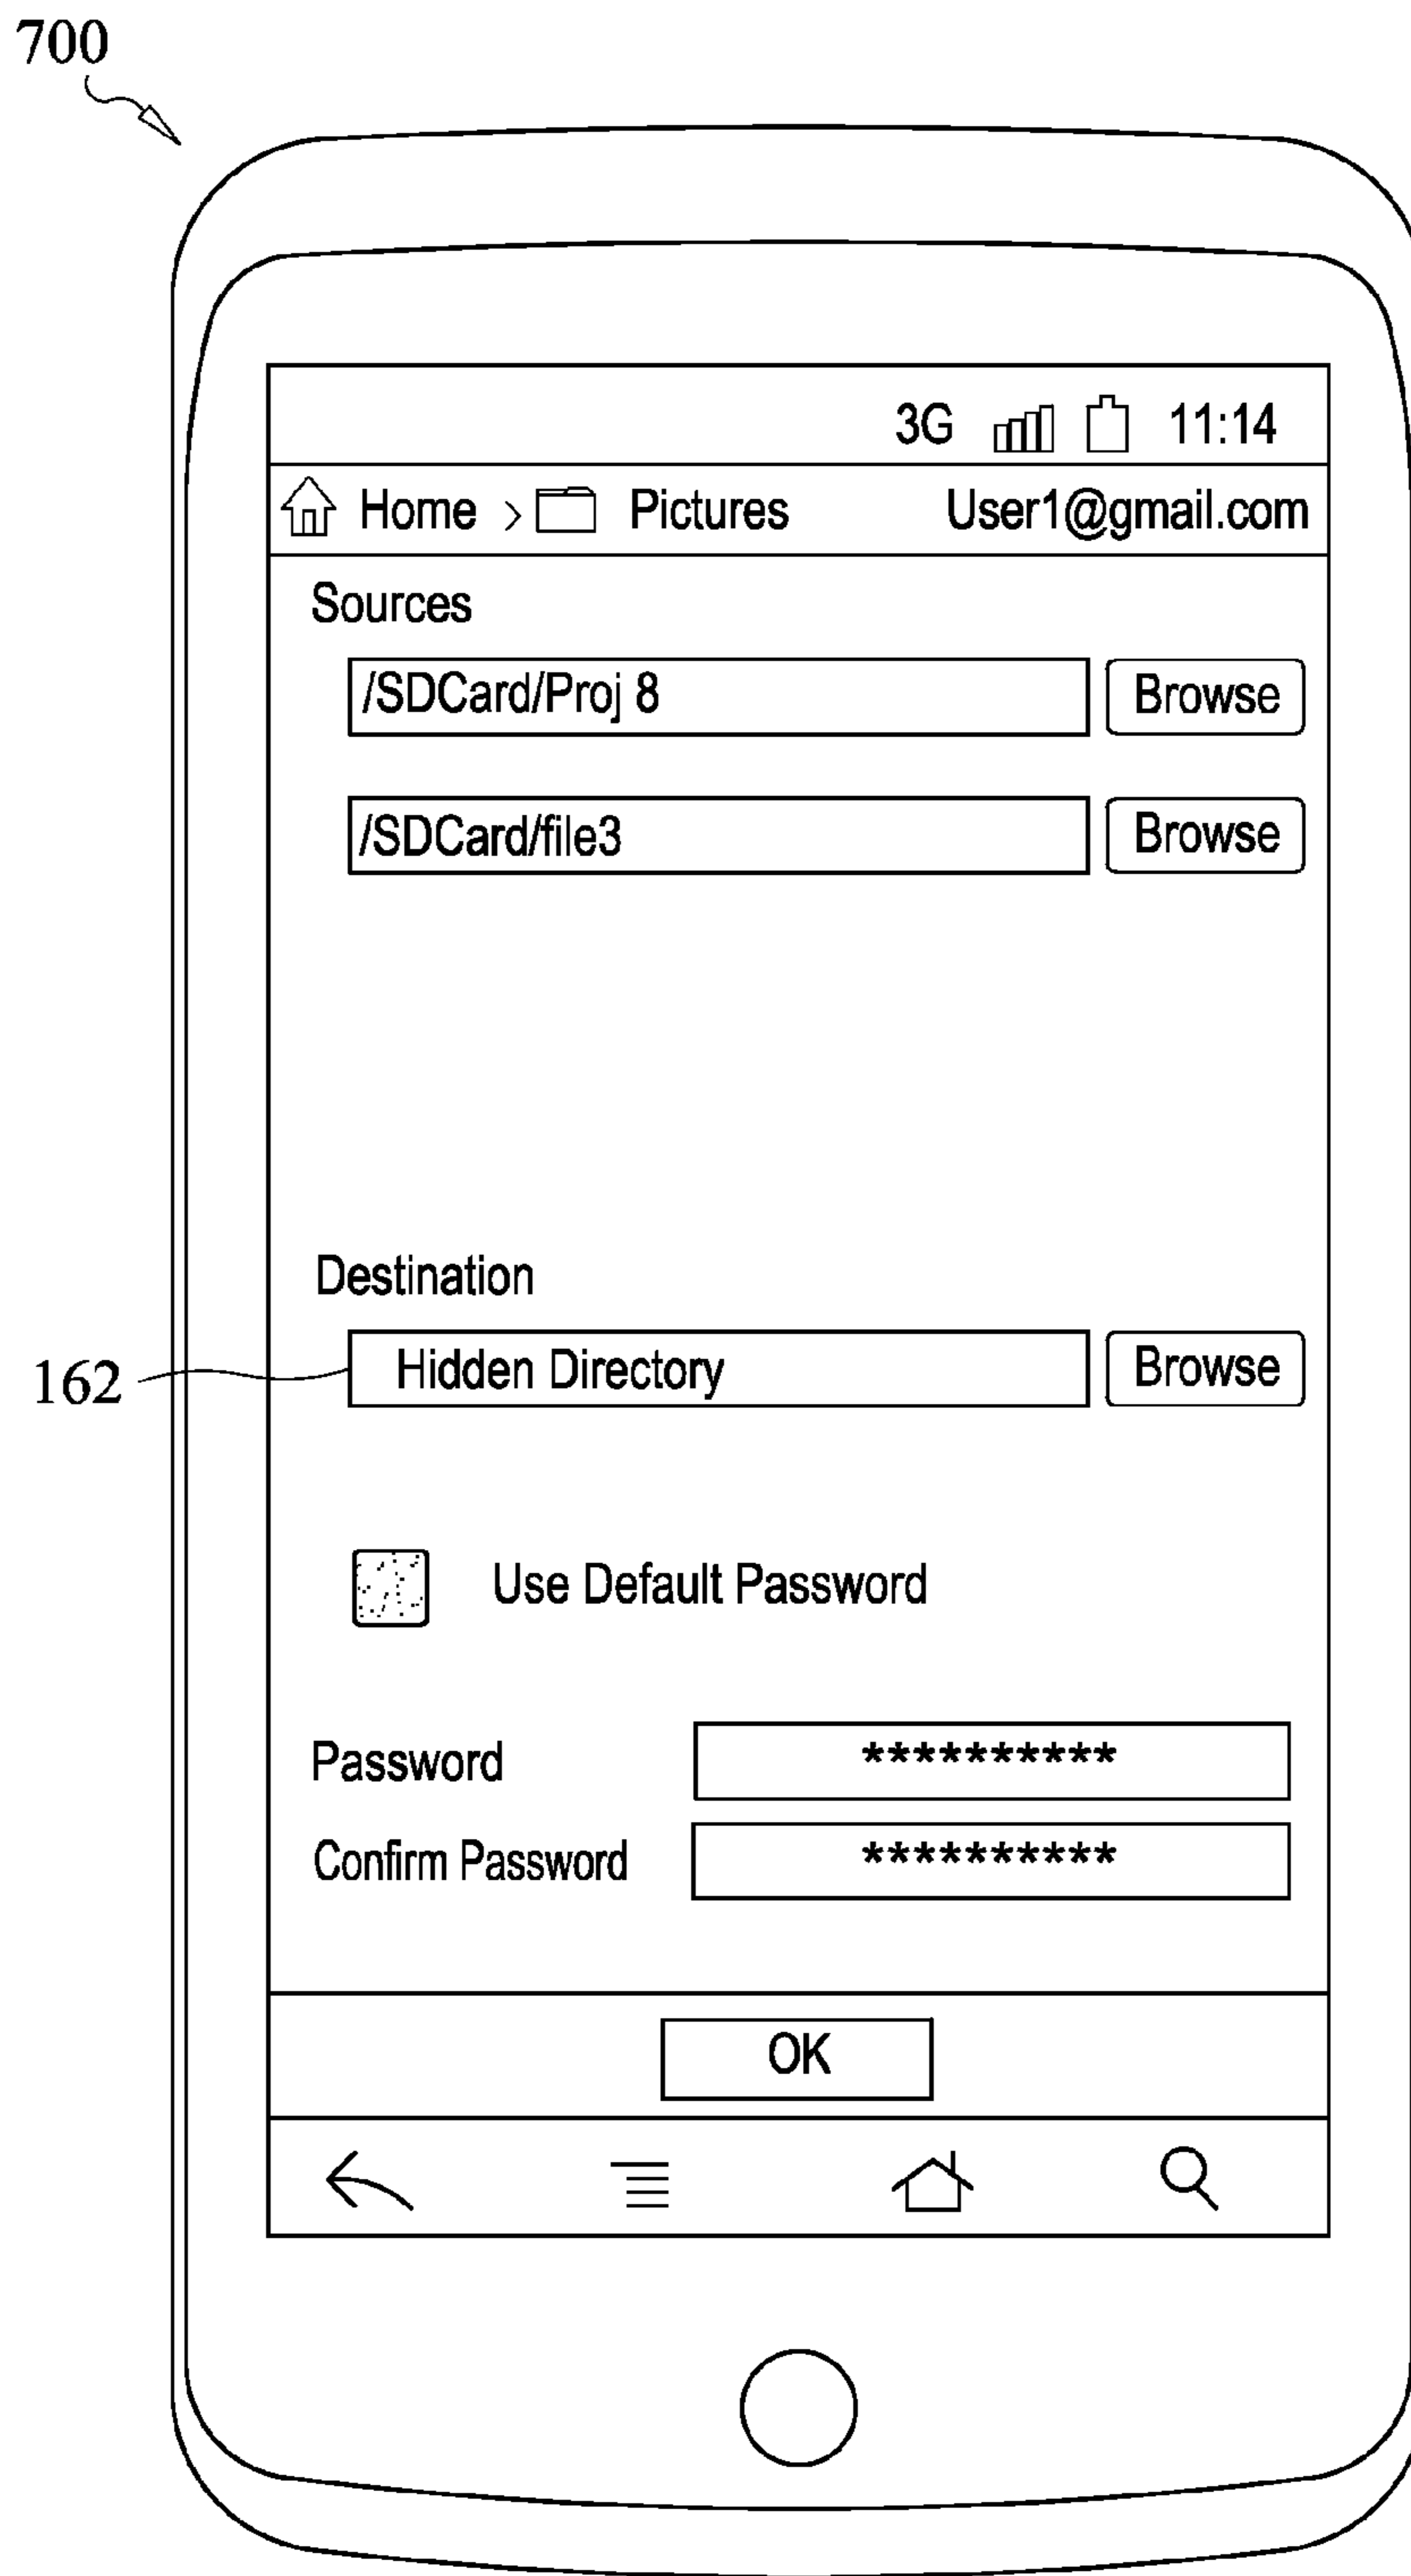 700
3G 11:14
Home > Pictures User1@gmail.com
Sources
/SDCard/Proj 8 Browse
/SDCard/file3 Browse
Destination
162 Hidden Directory Browse
Use Default Password
Password **********
Confirm Password **********
OK